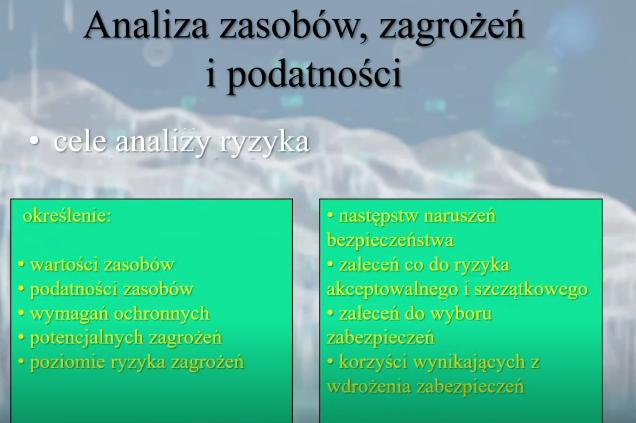 Analiza zasobów, zagrożeń
i podatności
• cele analizy ryzyka
określenie:
• wartości zasobów
• podatności zasobów
• wymagań ochronnych
• potencjalnych zagrożeń
• poziomie ryzyka zagrożeń
• następstw naruszeń
bezpieczeństwa
• zaleceń co do ryzyka
akceptowalnego i szczątkowego
• zaleceń do wyboru
zabezpieczeń
• korzyści wynikających z
wdrożenia zabezpieczeń